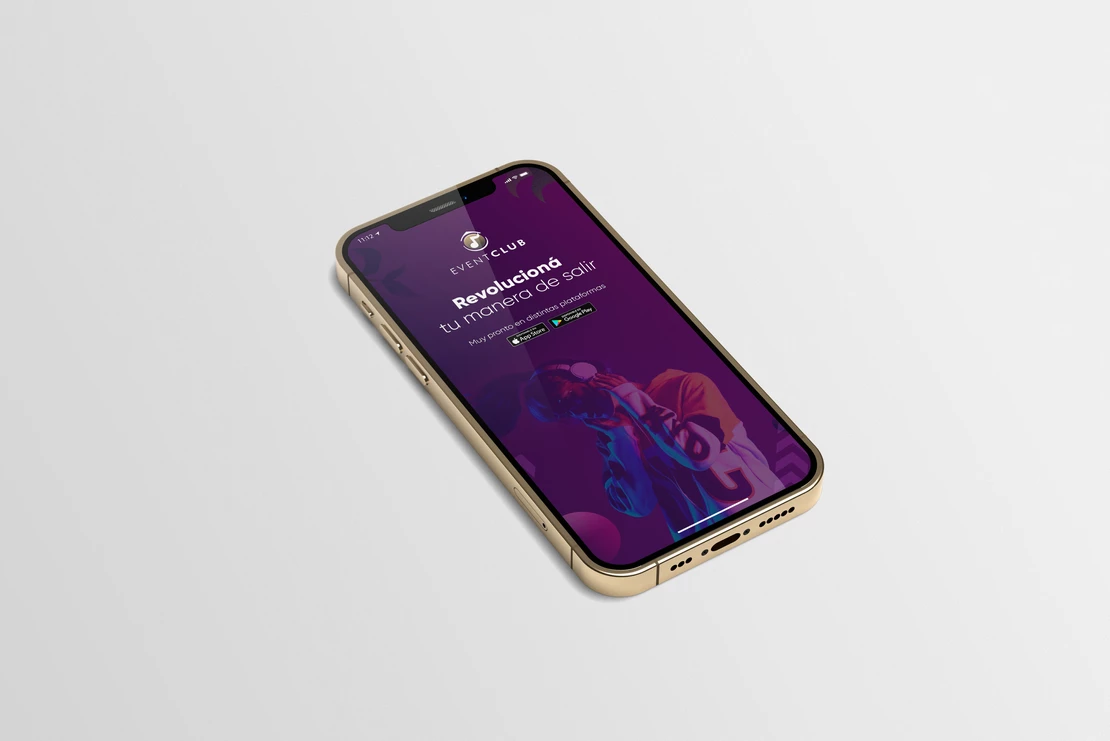 11:12
EVENTCLUB
Revolucioná
tu manera de salir
Muy pronto en distintas plataformas
App Store
Google Play